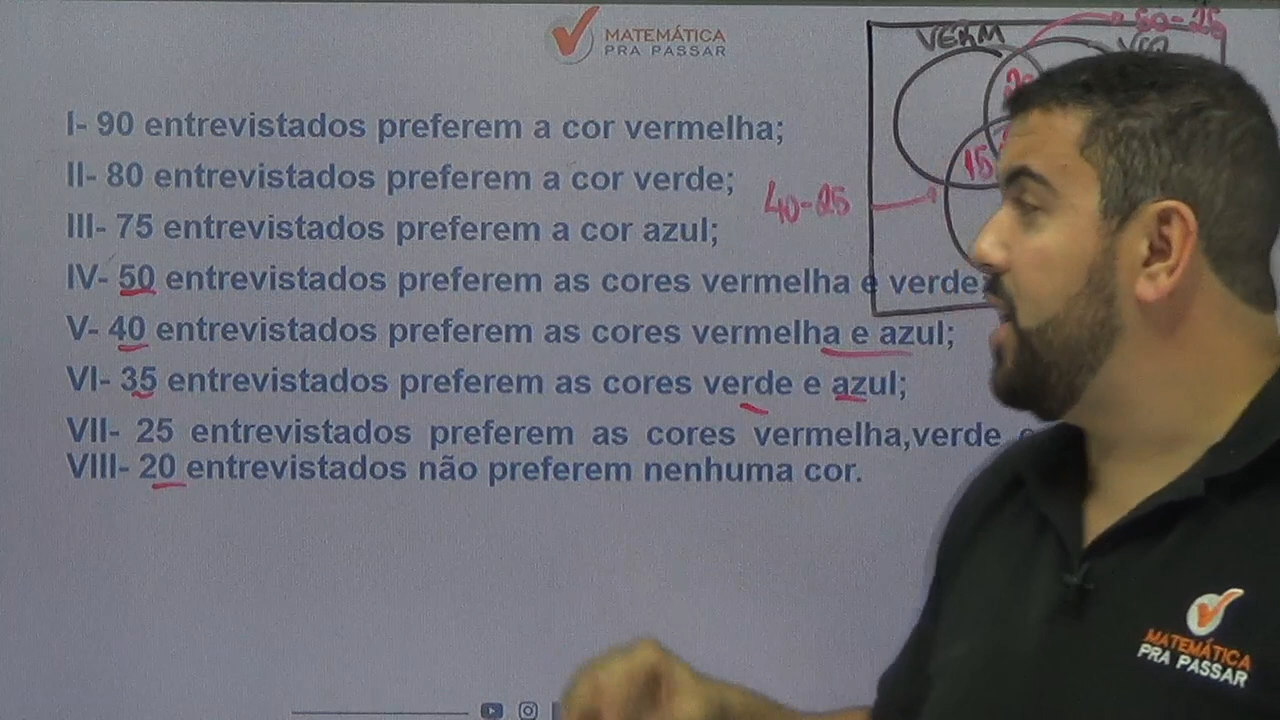 MATEMÁTICA
PRA PASSAR
50-25
VERM
I- 90 entrevistados preferem a cor vermelha;
II- 80 entrevistados preferem a cor verde;
15
40-25
III- 75 entrevistados preferem a cor azul;
IV- 50 entrevistados preferem as cores vermelha e verde
V- 40 entrevistados preferem as cores vermelha e azul;
VI- 35 entrevistados preferem as cores verde e azul;
VII- 25 entrevistados preferem as cores vermelha,verde
VIII- 20 entrevistados não preferem nenhuma cor.
MATEMÁTICA
PRA PASSAR